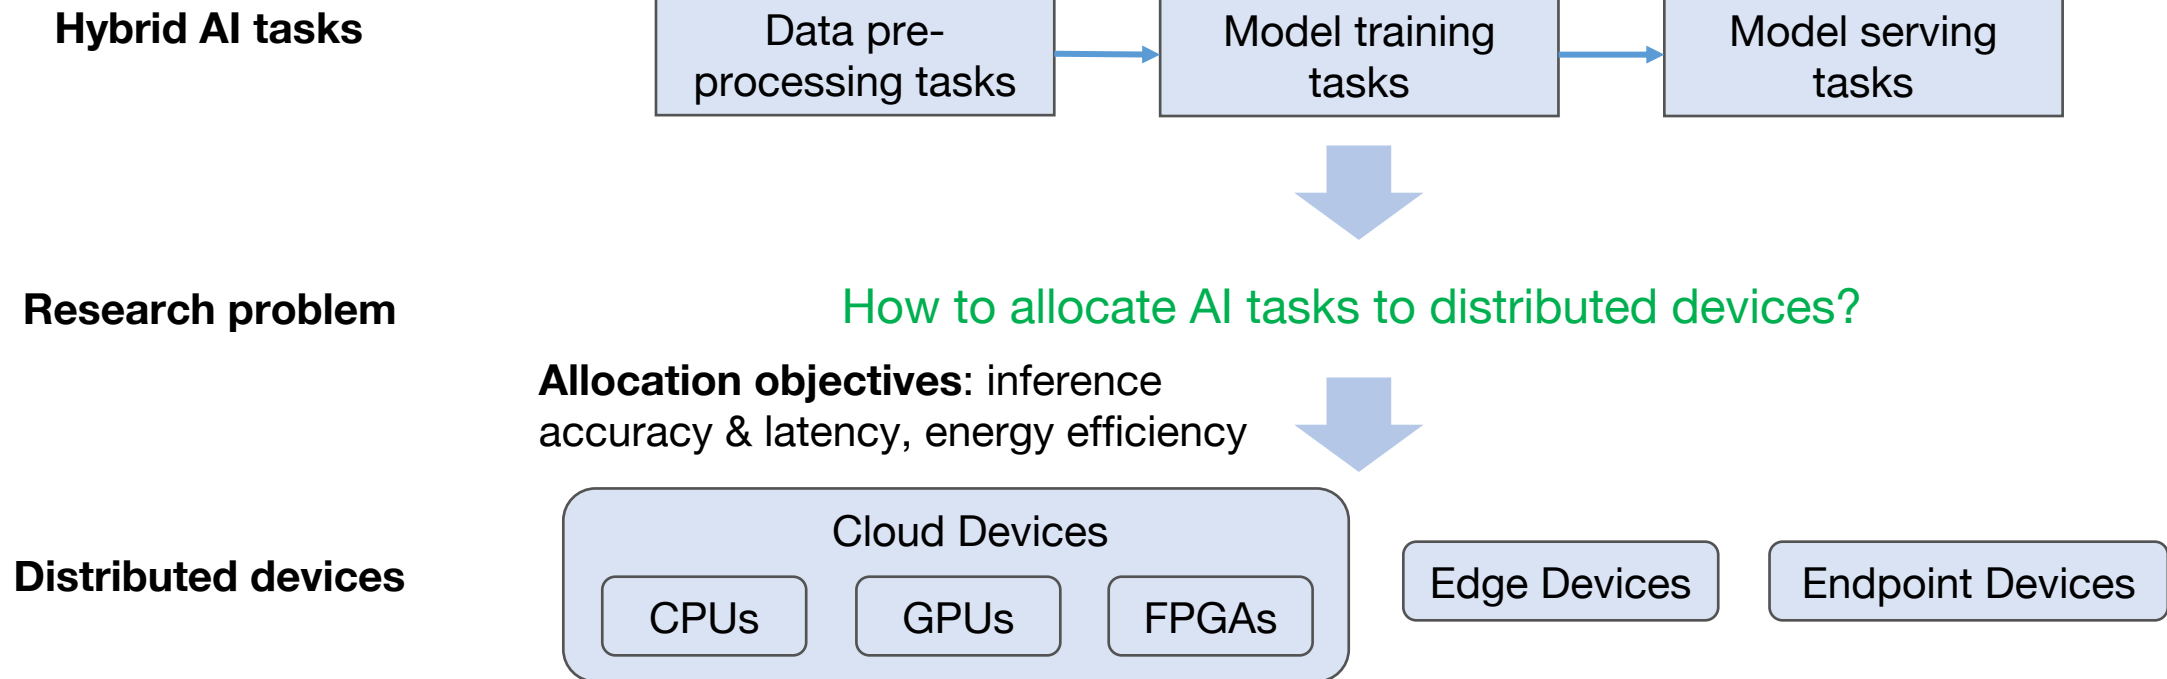 Hybrid AI tasks
Data pre-
processing tasks
Model training
tasks
Model serving
tasks
Research problem
How to allocate AI tasks to distributed devices?
Allocation objectives: inference
accuracy & latency, energy efficiency
Distributed devices
Cloud Devices
CPUs
GPUs
FPGAs
Edge Devices
Endpoint Devices